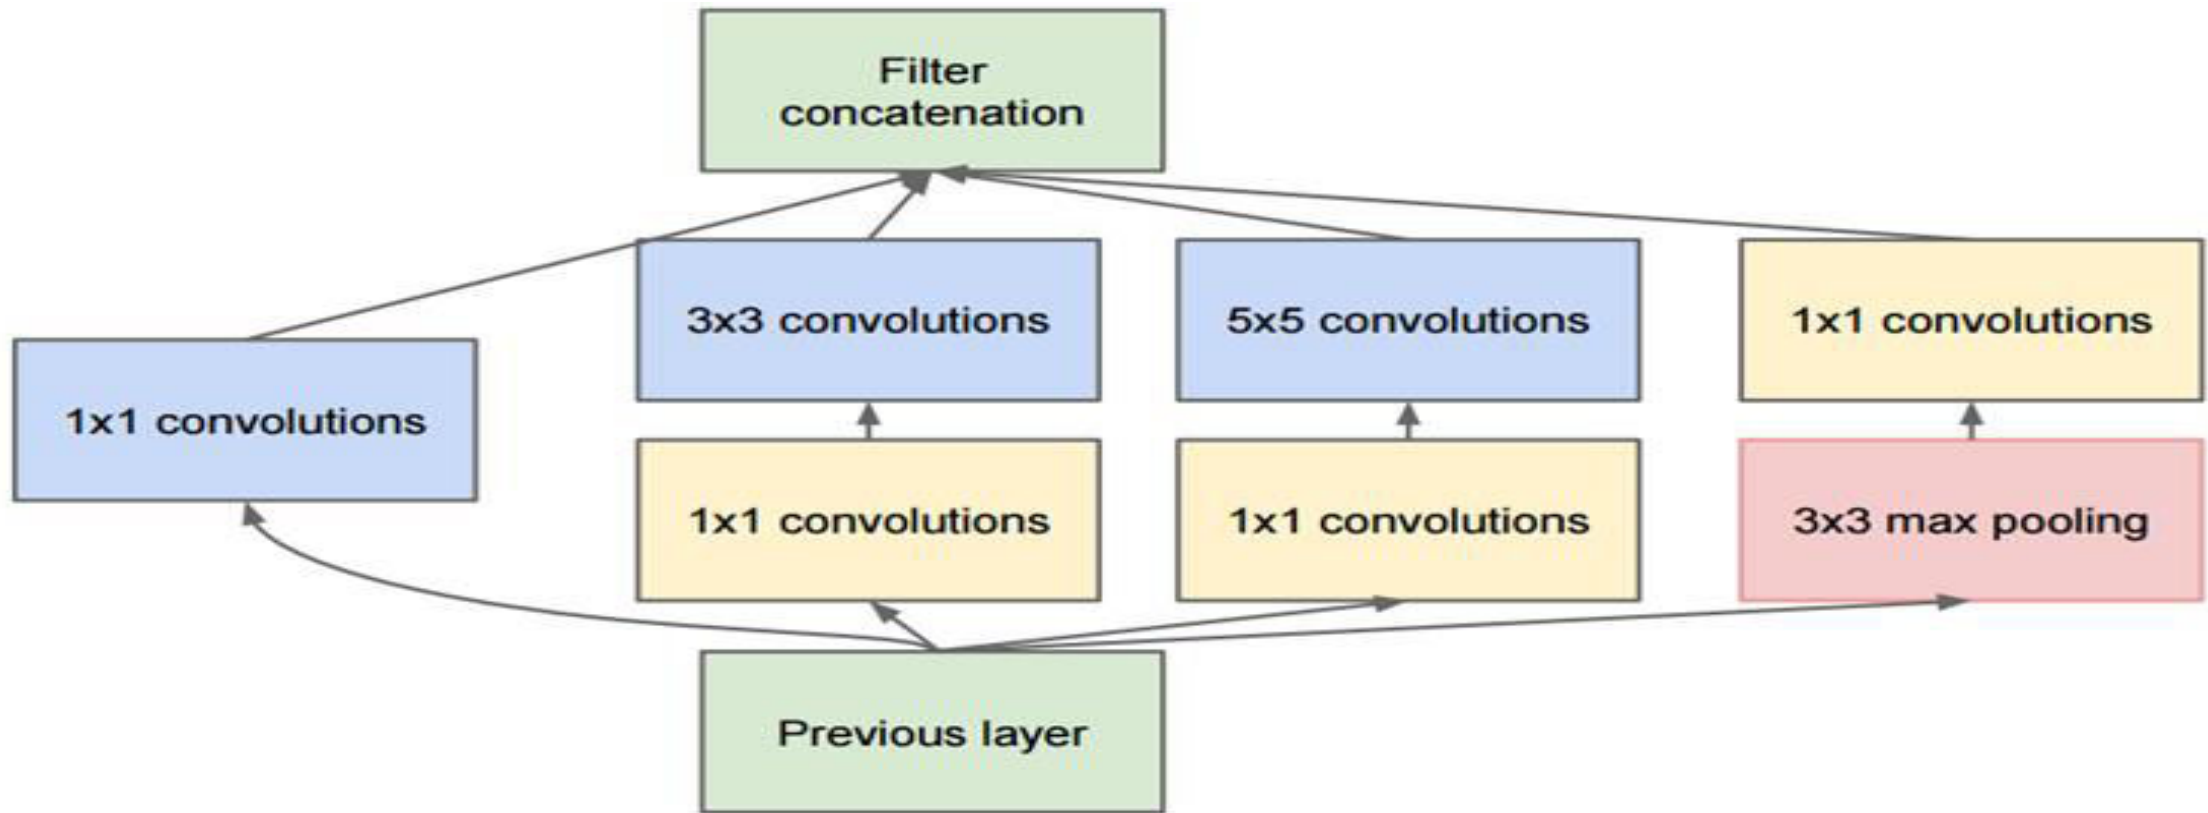 Filter
concatenation
3x3 convolutions
5x5 convolutions
1x1 convolutions
1x1 convolutions
1x1 convolutions
1x1 convolutions
3x3 max pooling
Previous layer